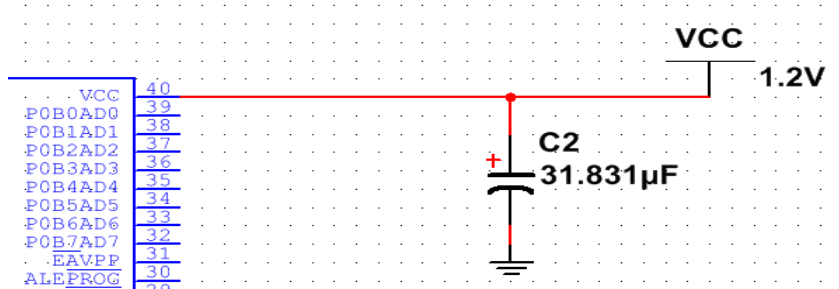 VCC
1.2V
VCC 40
P0B0AD0 39
P0B1AD1 38
P0B2AD2 37
P0B3AD3 36
P0B4AD4 35
P0B5AD5 34
P0B6AD6 33
P0B7AD7 32
EAVPP 31
ALEPROG 30
C2
+
31.831µF